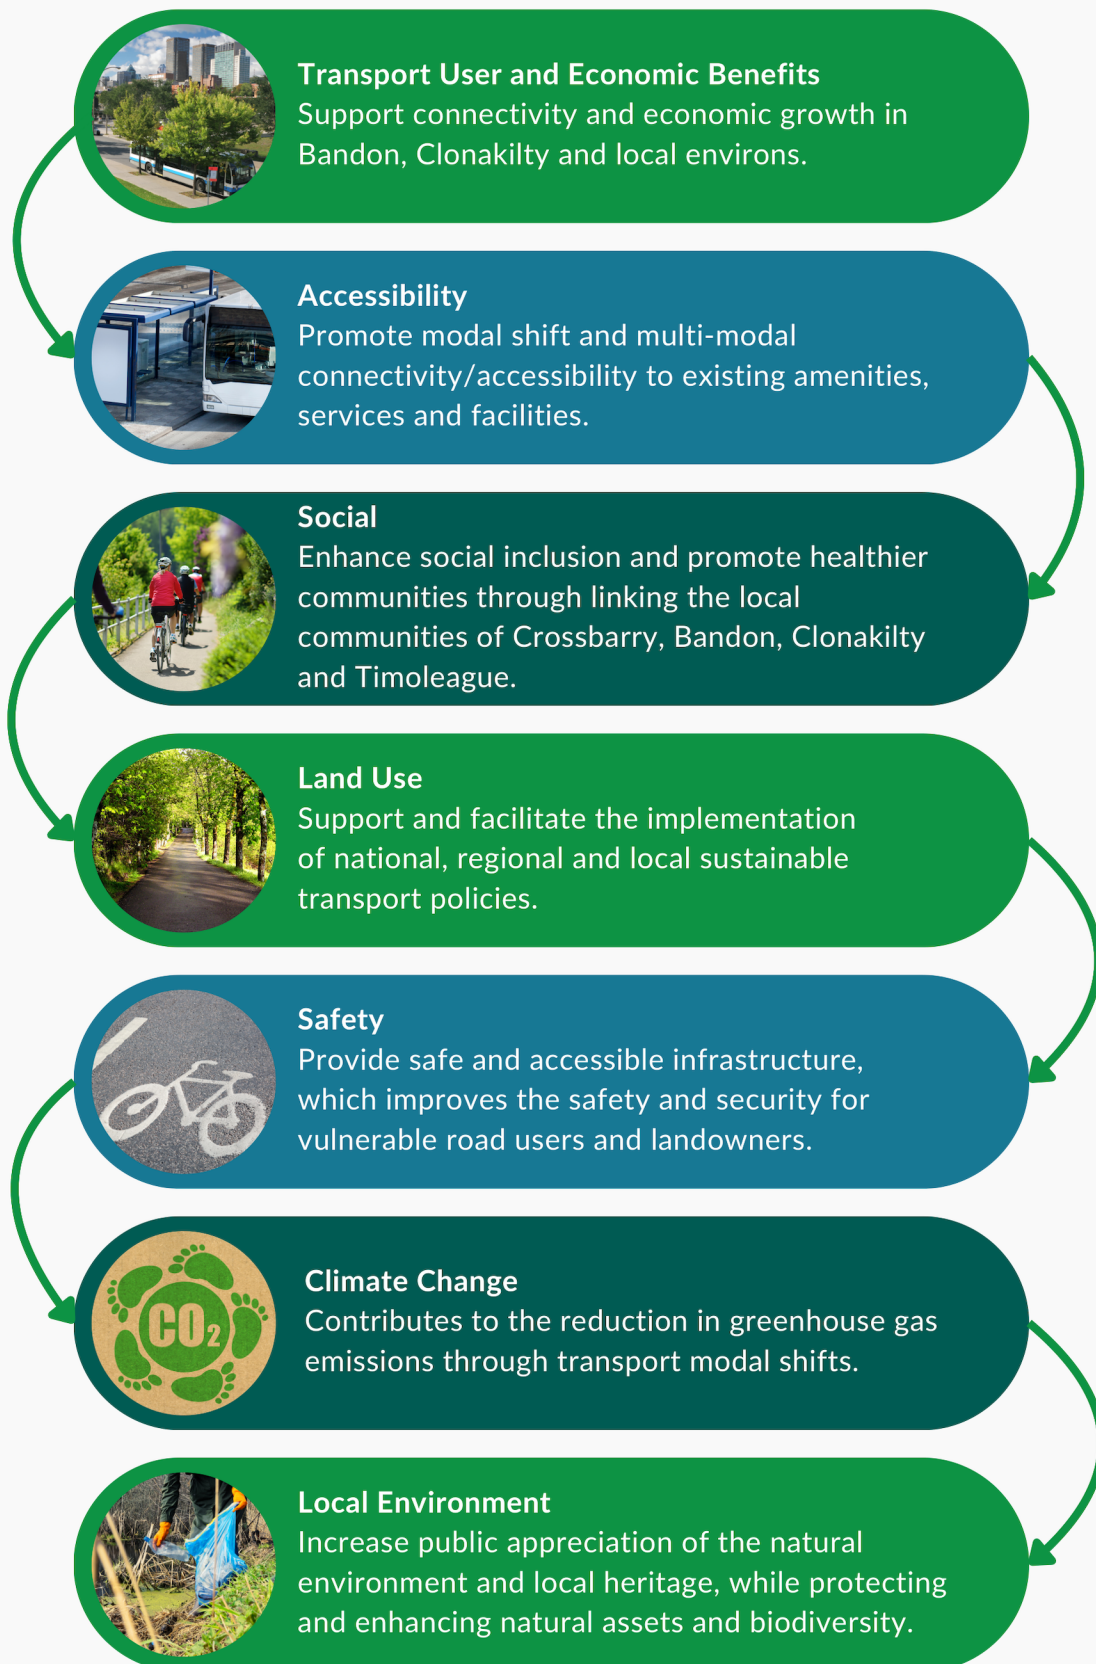 Transport User and Economic Benefits
Support connectivity and economic growth in
Bandon, Clonakilty and local environs.
Accessibility
Promote modal shift and multi-modal
connectivity/accessibility to existing amenities,
services and facilities.
Social
Enhance social inclusion and promote healthier
communities through linking the local
communities of Crossbarry, Bandon, Clonakilty
and Timoleague.
Land Use
Support and facilitate the implementation
of national, regional and local sustainable
transport policies.
Safety
Provide safe and accessible infrastructure,
which improves the safety and security for
vulnerable road users and landowners.
CO2
Climate Change
Contributes to the reduction in greenhouse gas
emissions through transport modal shifts.
Local Environment
Increase public appreciation of the natural
environment and local heritage, while protecting
and enhancing natural assets and biodiversity.